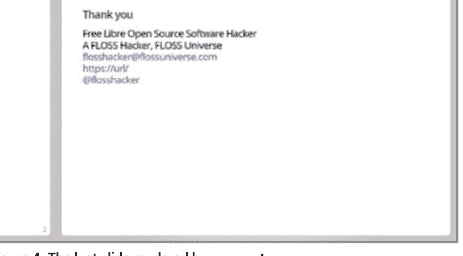 Thank you
Free Libre Open Source Software Hacker
A FLOSS Hacker, FLOSS Universe
flosshacker@flossuniverse.com
https://url/
@flosshacker
2
4: The last slide rendered by